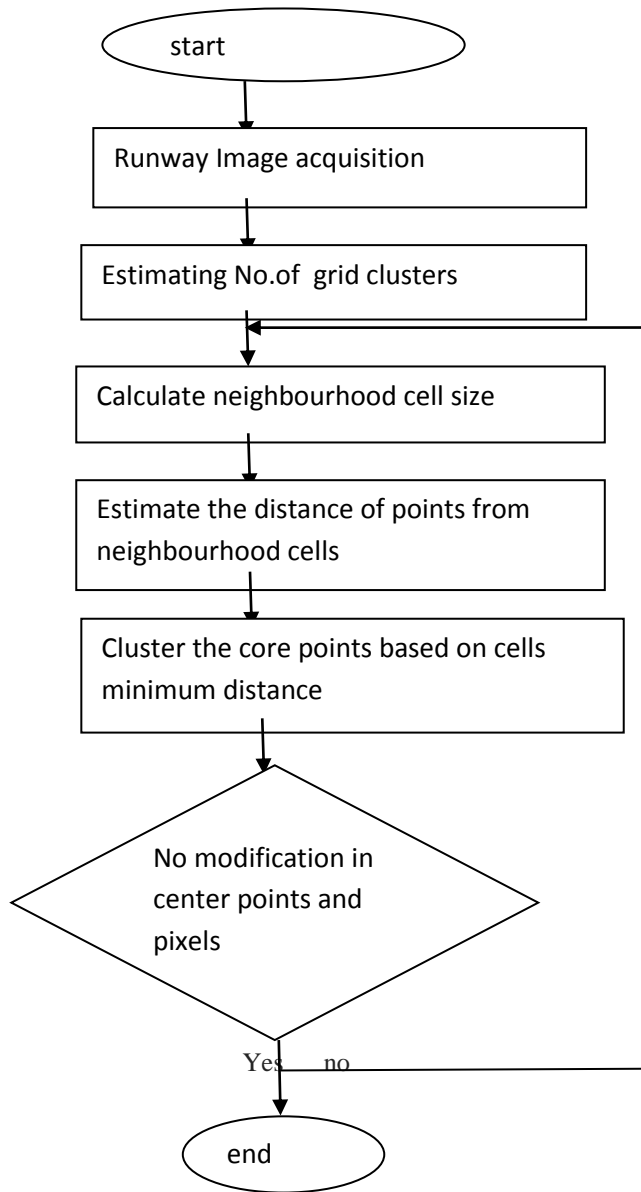 start
Runway Image acquisition
Estimating No.of grid clusters
Calculate neighbourhood cell size
Estimate the distance of points from
neighbourhood cells
Cluster the core points based on cells
minimum distance
No modification in
center points and
pixels
Yes no
end